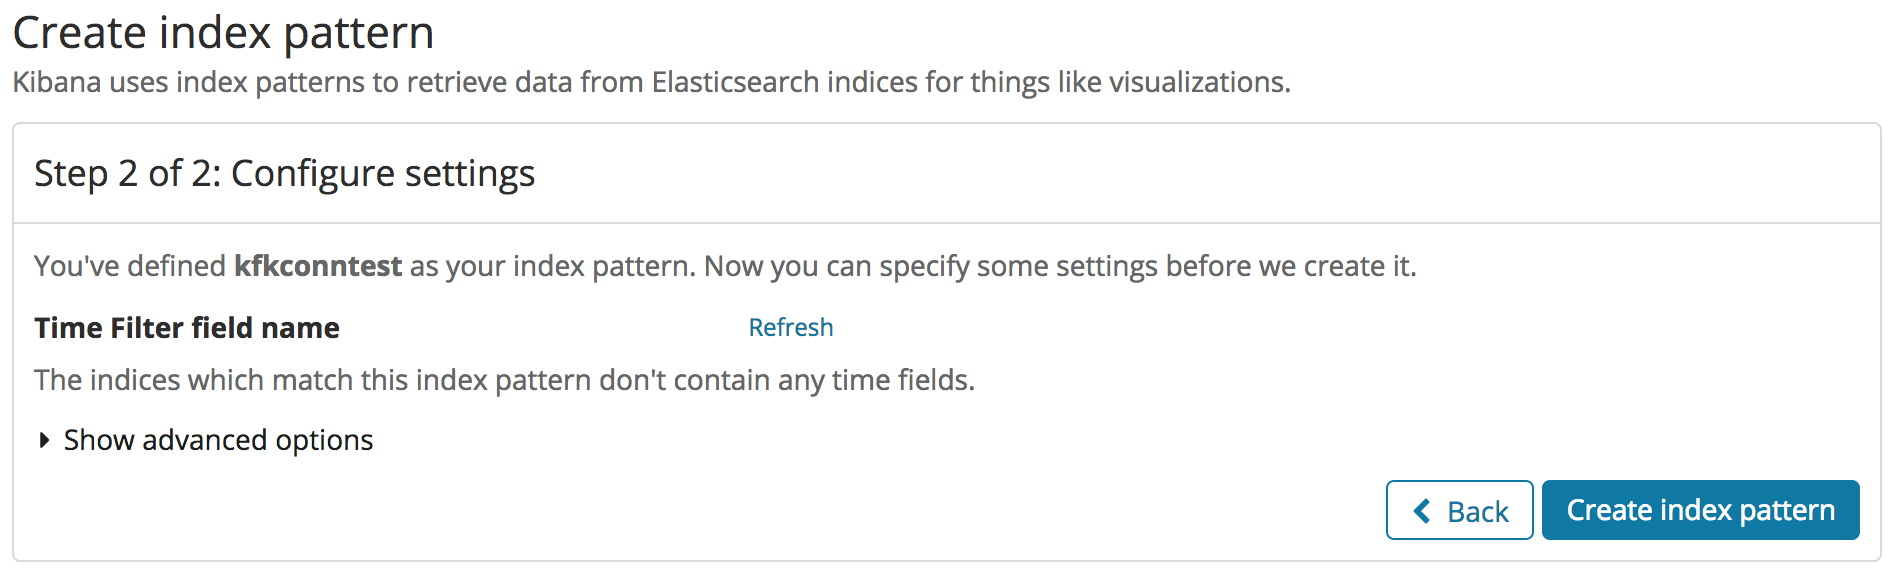 Create index pattern
Kibana uses index patterns to retrieve data from Elasticsearch indices for things like visualizations.
Step 2 of 2: Configure settings
You've defined kfkconntest as your index pattern. Now you can specify some settings before we create it.
Time Filter field name
Refresh
The indices which match this index pattern don't contain any time fields.
Show advanced options
Back
Create index pattern